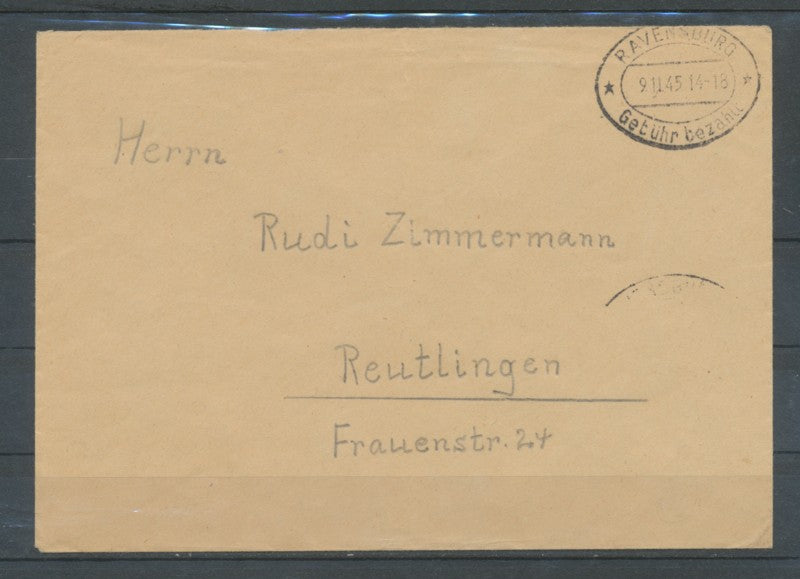 RAVENSBURG
9.11.45.14-18
Gebühr bezahlt
Herrn
Rudi Zimmermann
Reutlingen
Frauenstr. 24